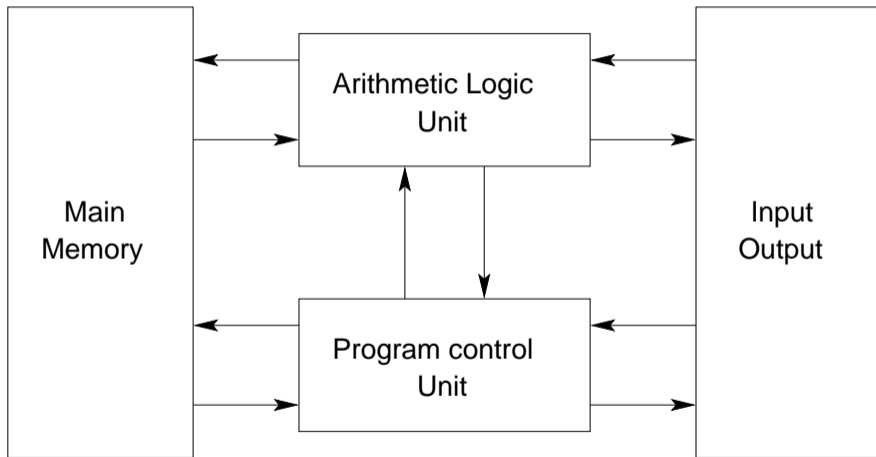 Arithmetic Logic
Unit
Main
Memory
Input
Output
Program control
Unit